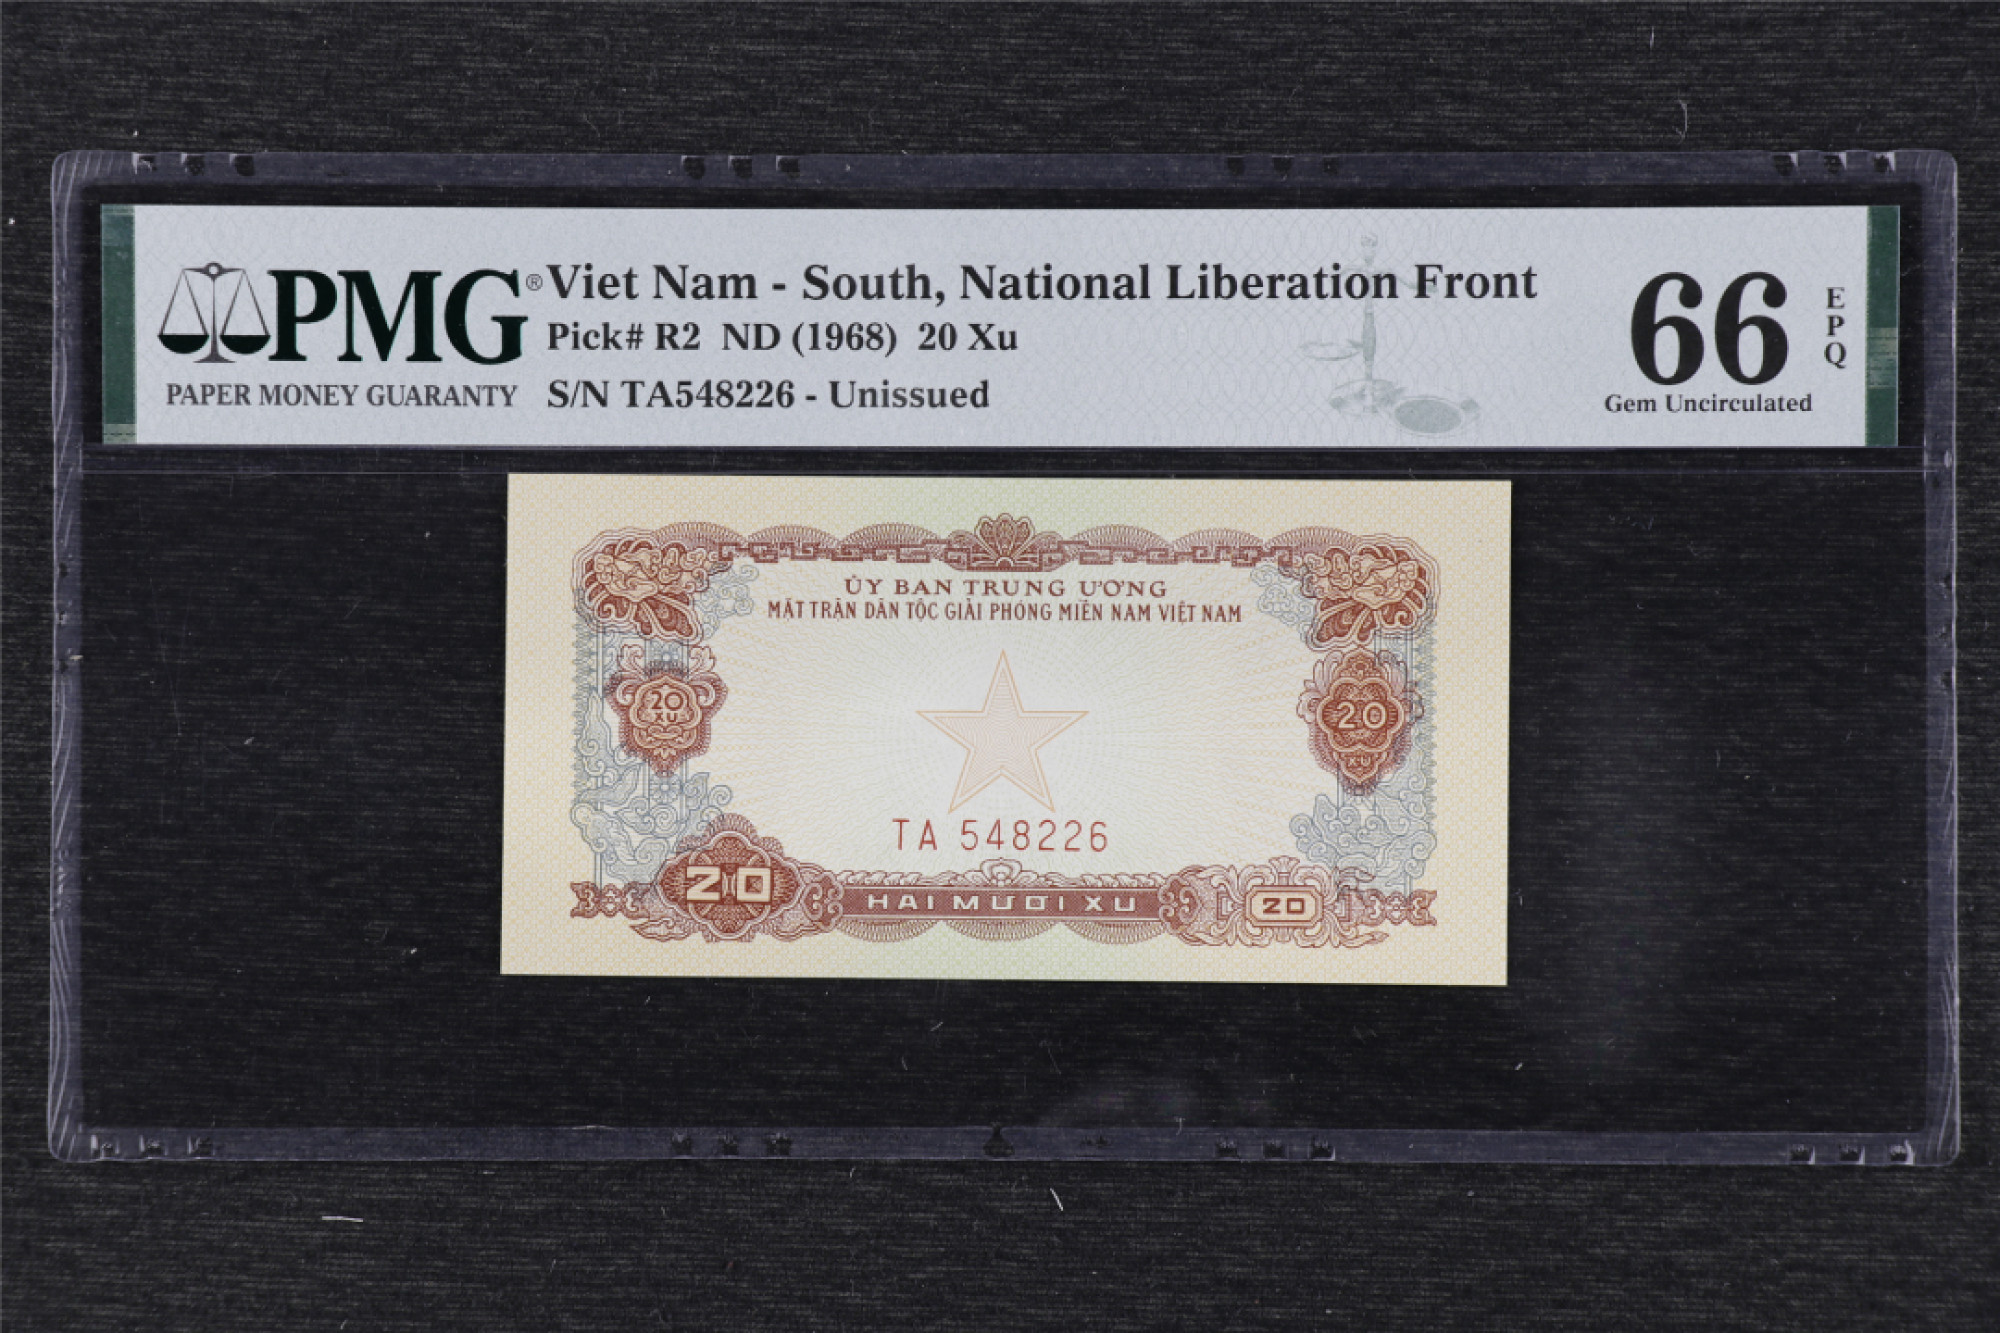 PMG®
PAPER MONEY GUARANTY
Viet Nam - South, National Liberation Front
Pick# R2 ND (1968) 20 Xu
S/N TA548226 - Unissued
66
EPQ
Gem Uncirculated
ỦY BAN TRUNG ƯƠNG
MẶT TRẬN DÂN TỘC GIẢI PHÓNG MIỀN NAM VIỆT NAM
20
XU
20
XU
TA 548226
20
HAI MƯƠI XU
20